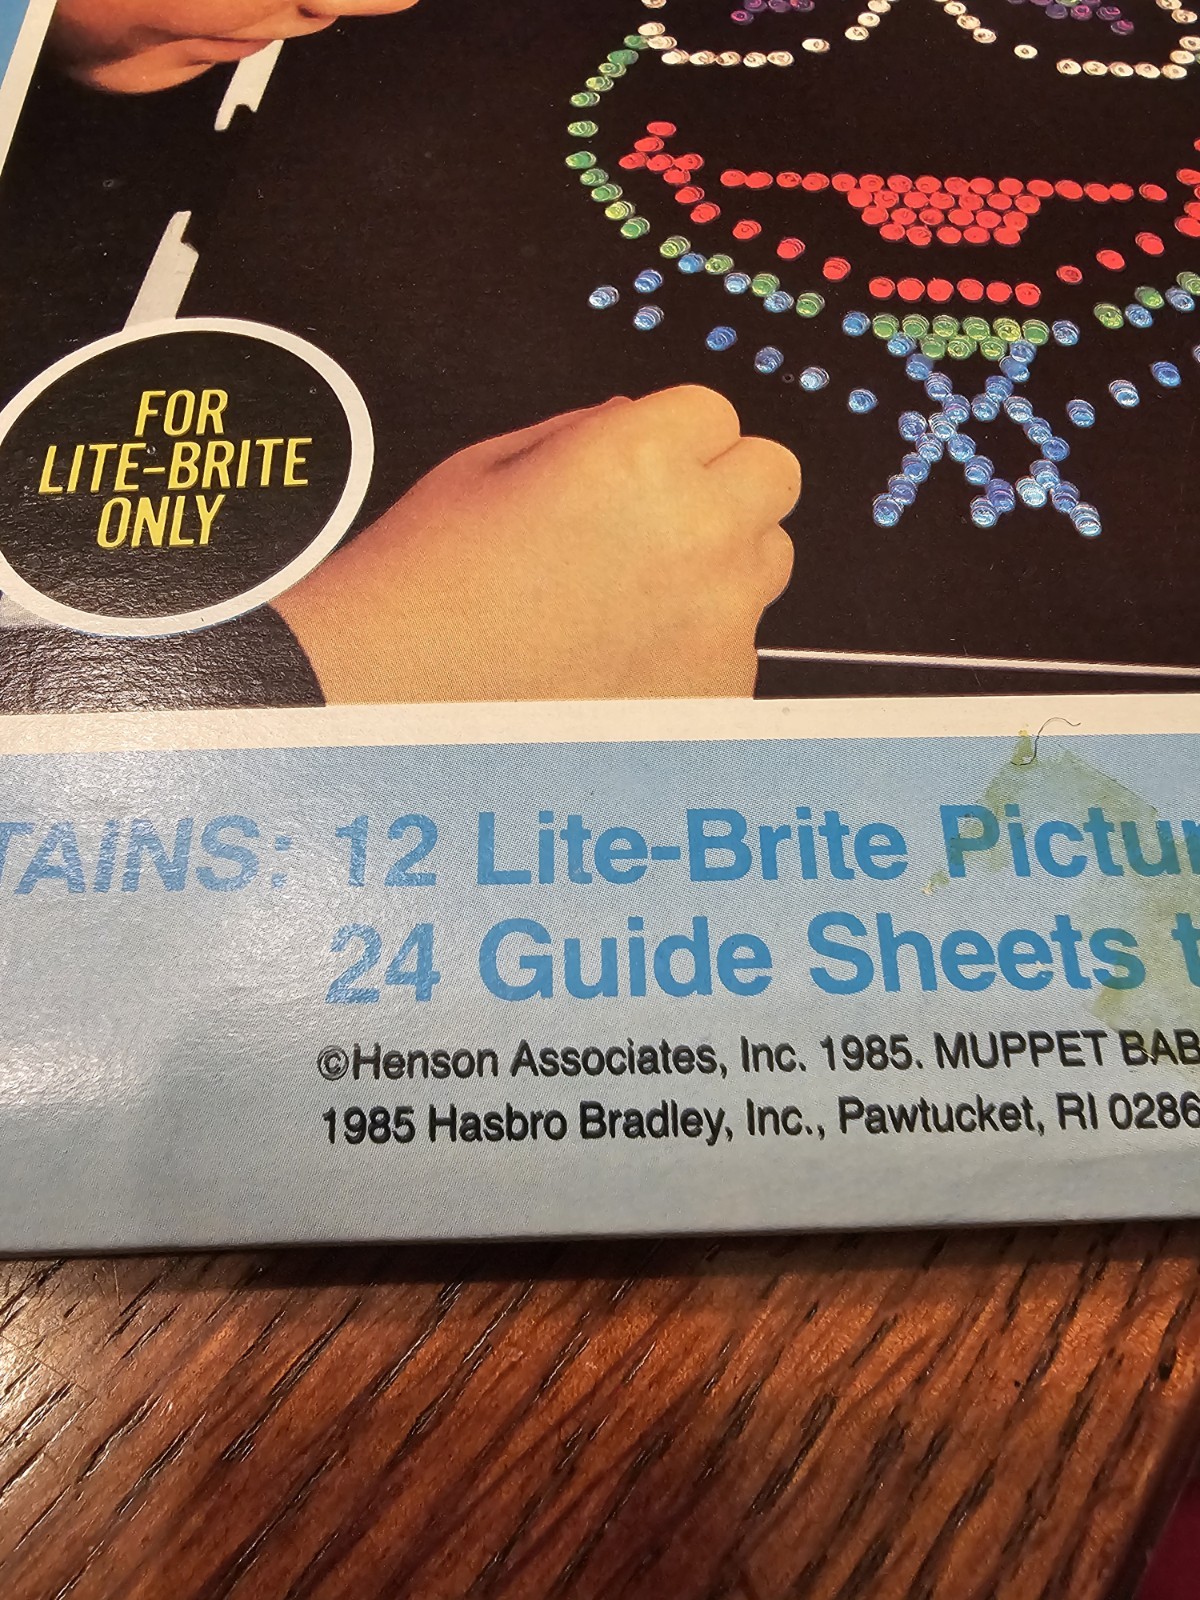 FOR
LITE-BRITE
ONLY
TAINS: 12 Lite-Brite Pictur
24 Guide Sheets t
©Henson Associates, Inc. 1985. MUPPET BAB
1985 Hasbro Bradley, Inc., Pawtucket, RI 0286